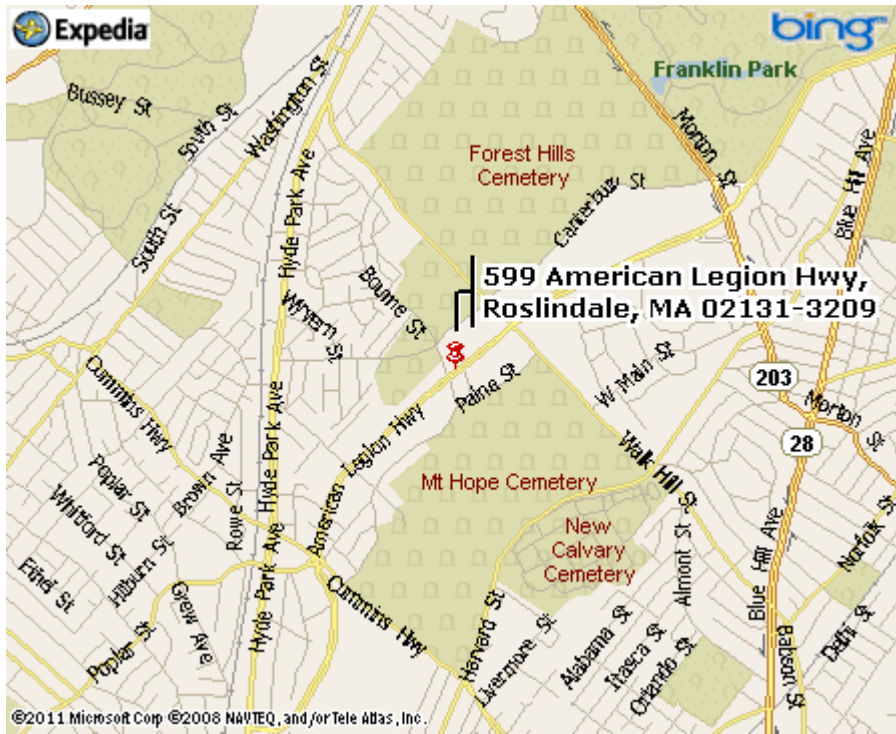 Expedia
bing
Franklin Park
Bussey St
South St
Washington St
Hyde Park Ave
Morton St
Blue Hill Ave
Forest Hills
Cemetery
Canterbury St
South St
Bourne St
Wyvern St
599 American Legion Hwy,
Roslindale, MA 02131-3209
Cummins Hwy
Paine St
W Main St
203
Morton St
28
American Legion Hwy
Hyde Park Ave
Walk Hill St
Mt Hope Cemetery
Poplar St
Brown Ave
Rowe St
Whitford St
Hilburn St
New
Calvary
Cemetery
Almont St
Blue Hill Ave
Norfolk St
Ethel St
Grew Ave
Hyde Park Ave
Poplar St
Cummins Hwy
Harvard St
Livermore St
Alabama St
Itasca St
Orlando St
Babson St
Delhi St
©2011 Microsoft Corp ©2008 NAVTEQ, and/or Tele Atlas, Inc.